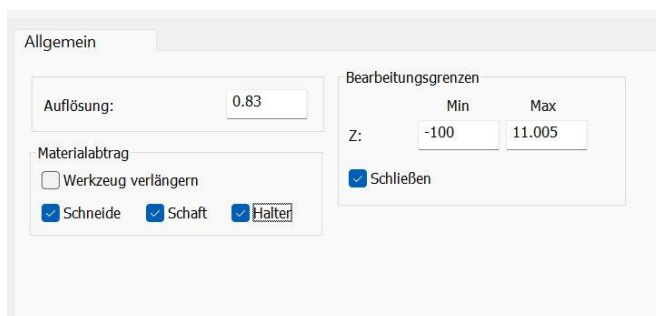 Allgemein
Auflösung: 0.83
Materialabtrag
Werkzeug verlängern
Schneide Schaft Halter
Bearbeitungsgrenzen
Min Max
Z: -100 11.005
Schließen